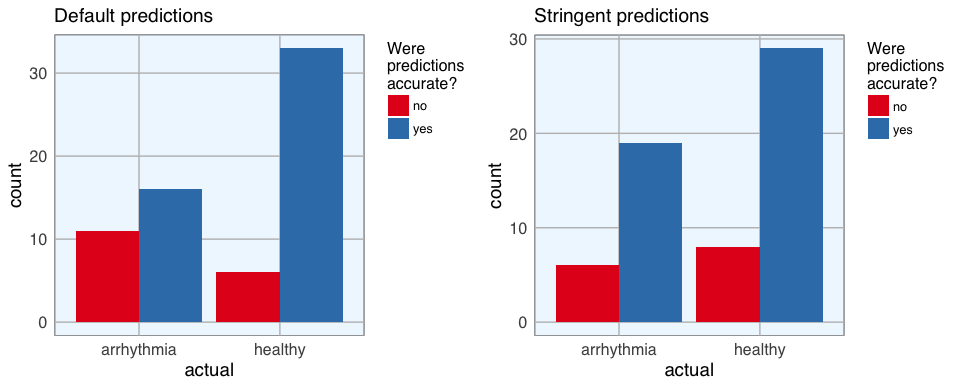 Default predictions
30
20
10
0
count
arrhythmia healthy
actual
Were
predictions
accurate?
no
yes
Stringent predictions
30
20
10
0
count
arrhythmia healthy
actual
Were
predictions
accurate?
no
yes